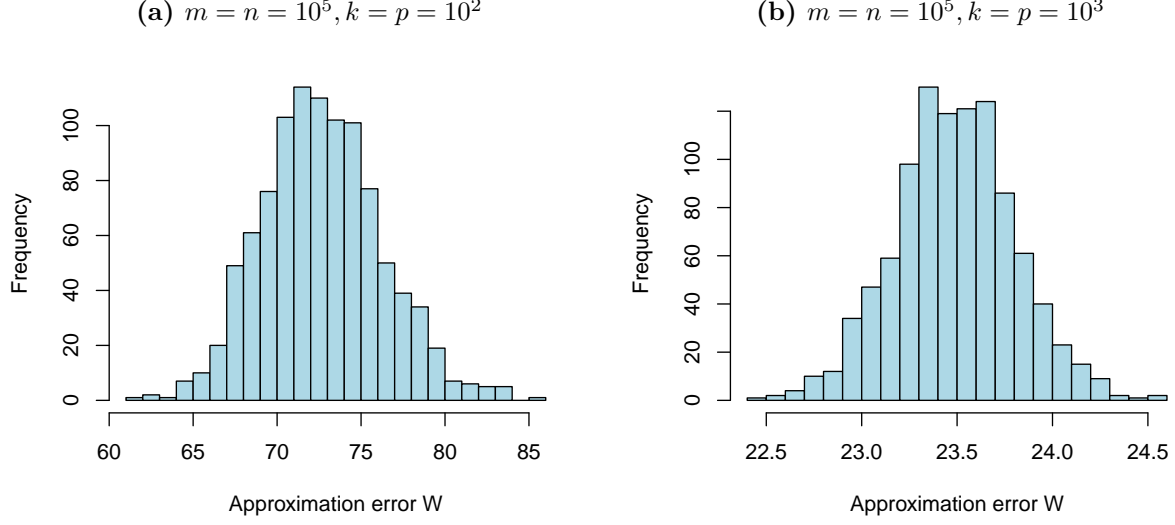 (a) m = n = 10^5, k = p = 10^2
Frequency
100
80
60
40
20
0
60 65 70 75 80 85
Approximation error W
(b) m = n = 10^5, k = p = 10^3
Frequency
100
80
60
40
20
0
22.5 23.0 23.5 24.0 24.5
Approximation error W